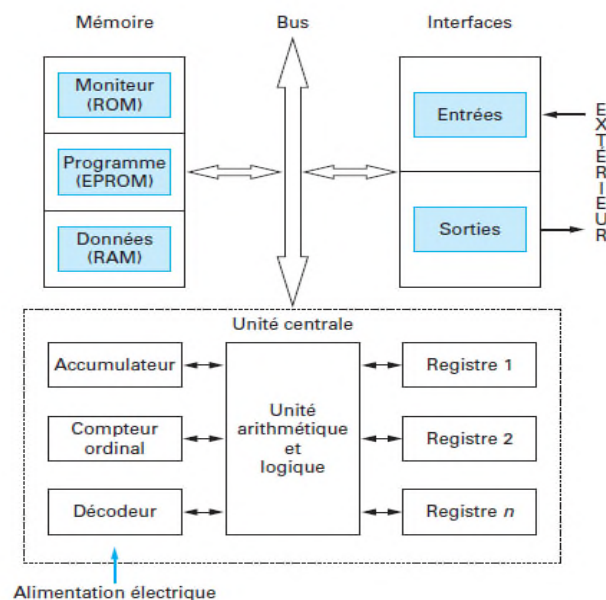 Mémoire
Bus
Interfaces
Moniteur
(ROM)
Programme
(EPROM)
Données
(RAM)
Entrées
Sorties
EXTÉRIEUR
Unité centrale
Accumulateur
Compteur
ordinal
Décodeur
Unité
arithmétique
et
logique
Registre 1
Registre 2
Registre n
Alimentation électrique